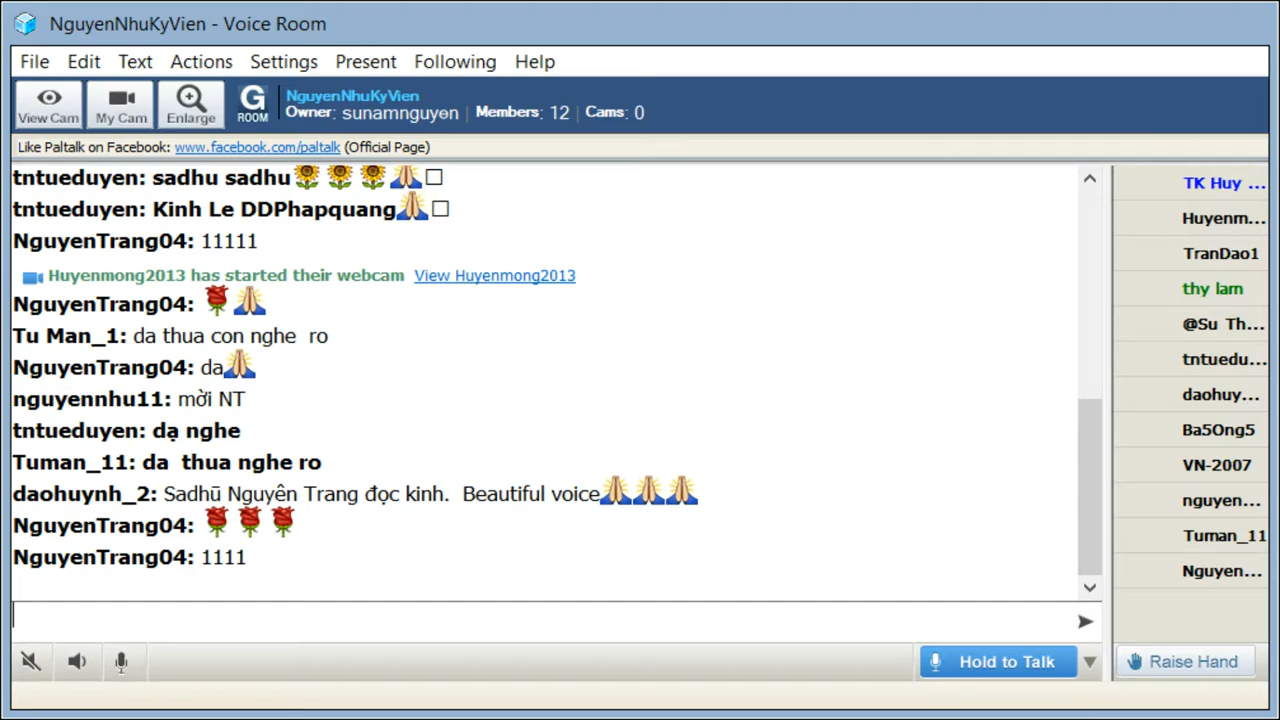 NguyenNhuKyVien - Voice Room
File Edit Text Actions Settings Present Following Help
View Cam My Cam Enlarge G ROOM
NguyenNhuKyVien
Owner: sunamnguyen | Members: 12 | Cams: 0
Like Paltalk on Facebook: www.facebook.com/paltalk (Official Page)
tntueduyen: sadhu sadhu🌻🌻🌻🙏□
tntueduyen: Kinh Le DDPhapquang🙏□
NguyenTrang04: 11111
Huyenmong2013 has started their webcam View Huyenmong2013
NguyenTrang04: 🌹🙏
Tu Man_1: da thua con nghe  ro
NguyenTrang04: da🙏
nguyennhu11: mời NT
tntueduyen: dạ nghe
Tuman_11: da  thua nghe ro
daohuynh_2: Sadhū Nguyên Trang đọc kinh.  Beautiful voice🙏🙏🙏
NguyenTrang04: 🌹🌹🌹
NguyenTrang04: 1111
TK Huy ...
Huyenm...
TranDao1
thy lam
@Su Th...
tntuedu...
daohuy...
Ba5Ong5
VN-2007
nguyen...
Tuman_11
Nguyen...
Hold to Talk
Raise Hand